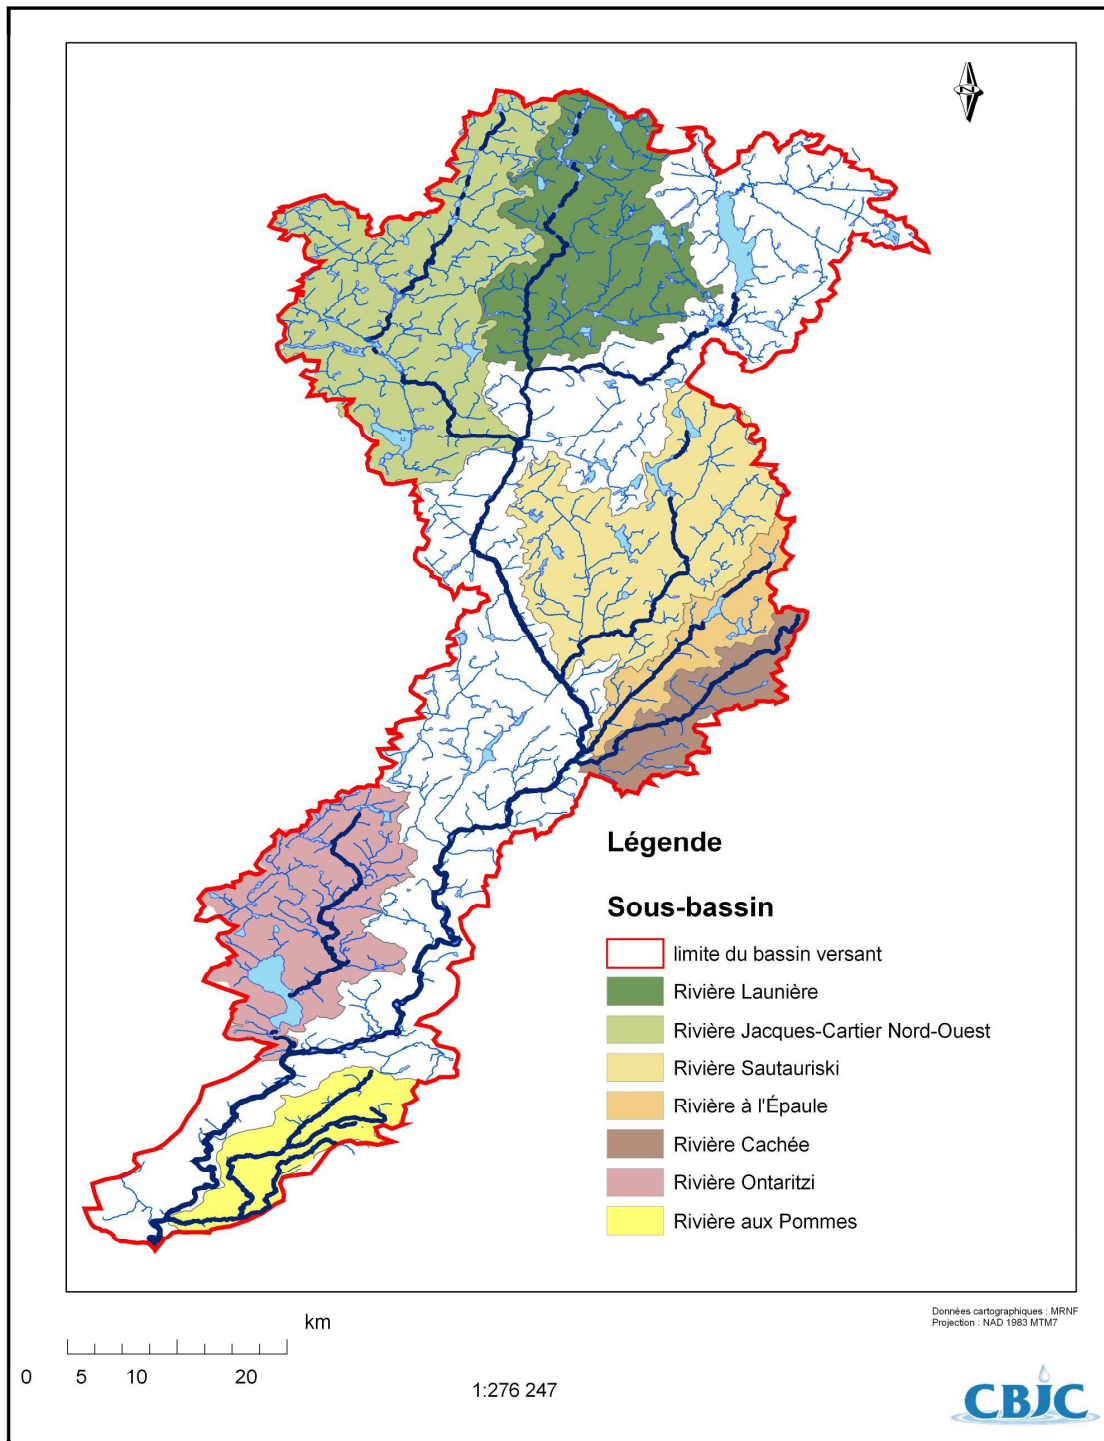 N
Légende
Sous-bassin
limite du bassin versant
Rivière Launière
Rivière Jacques-Cartier Nord-Ouest
Rivière Sautauriski
Rivière à l'Épaule
Rivière Cachée
Rivière Ontaritzi
Rivière aux Pommes
km
0 5 10 20
1:276 247
Données cartographiques : MRNF
Projection : NAD 1983 MTM7
CBJC